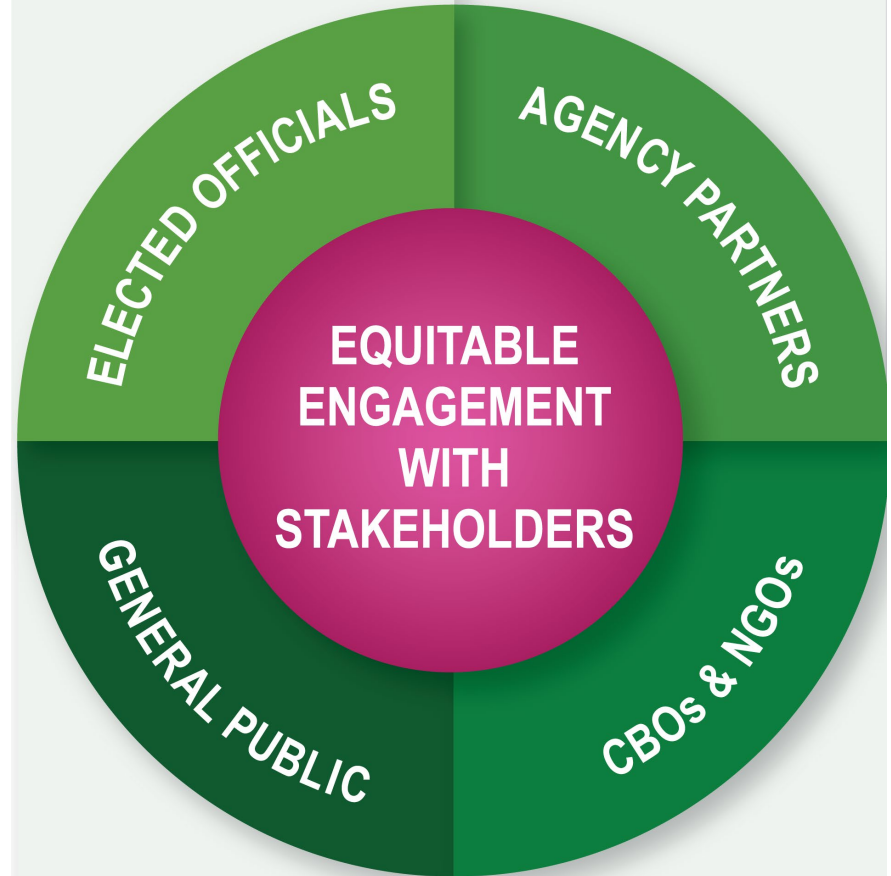 ELECTED OFFICIALS
AGENCY PARTNERS
EQUITABLE
ENGAGEMENT
WITH
STAKEHOLDERS
GENERAL PUBLIC
CBOs & NGOs